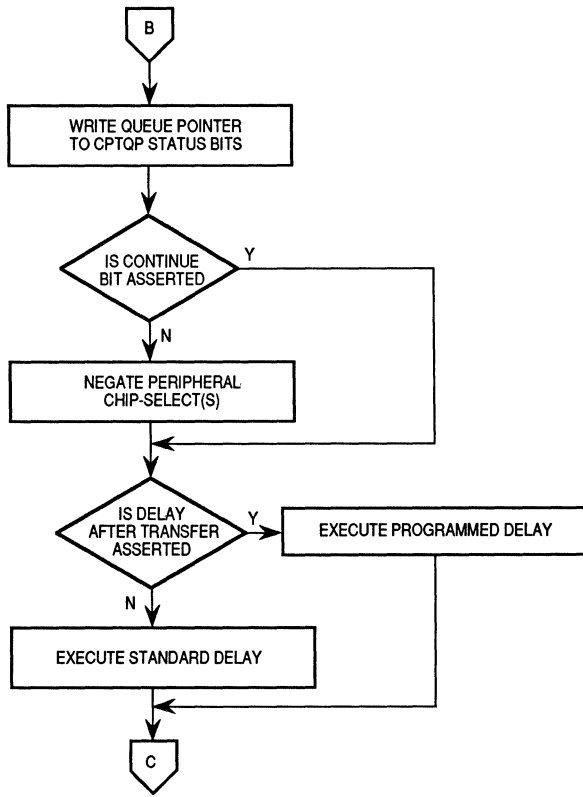 B
WRITE QUEUE POINTER
TO CPTQP STATUS BITS
IS CONTINUE
BIT ASSERTED
Y
N
NEGATE PERIPHERAL
CHIP-SELECT(S)
IS DELAY
AFTER TRANSFER
ASSERTED
Y
EXECUTE PROGRAMMED DELAY
N
EXECUTE STANDARD DELAY
C